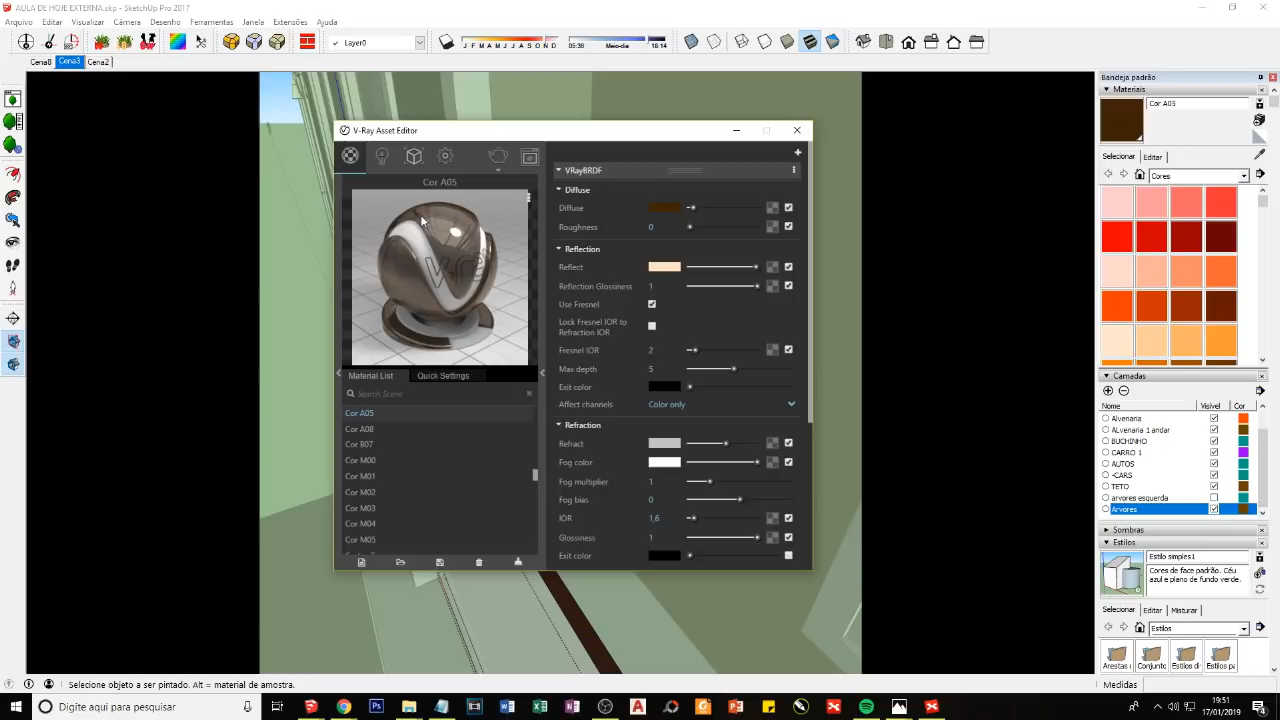 AULA DE HOJE EXTERNA.skp - SketchUp Pro 2017
Arquivo Editar Visualizar Câmera Desenho Ferramentas Janela Extensões Ajuda
Layer0
J F M A M J J A S O N D
05:38 Meio-dia 18:14
Cena8 Cena3 Cena2
Bandeja padrão
Materiais
Cor A05
Selecionar Editar
Cores
V-Ray Asset Editor
Cor A05
Material List Quick Settings
Search Scene
Cor A05
Cor A08
Cor B07
Cor M00
Cor M01
Cor M02
Cor M03
Cor M04
Cor M05
VRayBRDF
Diffuse
Diffuse
Roughness 0
Reflection
Reflect
Reflection Glossiness 1
Use Fresnel
Lock Fresnel IOR to
Refraction IOR
Fresnel IOR 2
Max depth 5
Exit color
Affect channels Color only
Refraction
Refract
Fog color
Fog multiplier 1
Fog bias 0
IOR 1,6
Glossiness 1
Exit color
Camadas
Nome Visível Cor
Alvenaria
ALvenaria 1 andar
BUCHINHO
CARRO 1
AUTOS
-CARS
TETO
arvores esquerda
Arvores
Sombras
Estilos
Estilo simples1
Cores de face padrão. Céu
azul e plano de fundo verde.
Selecionar Editar Misturar
Estilos
Arestas Conjunto Estilos di Estilos pa
Selecione objeto a ser pintado. Alt = material de amostra.
Medidas
Digite aqui para pesquisar
19:51
17/01/2019